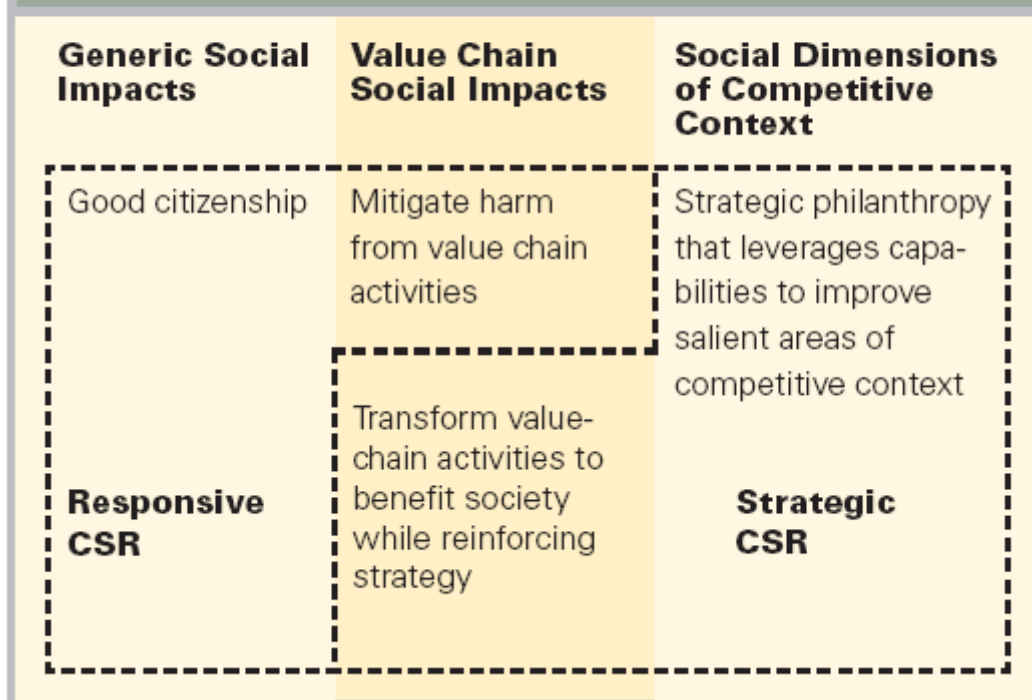 Generic Social
Impacts
Value Chain
Social Impacts
Social Dimensions
of Competitive
Context
Good citizenship
Mitigate harm
from value chain
activities
Strategic philanthropy
that leverages capa-
bilities to improve
salient areas of
competitive context
Transform value-
chain activities to
benefit society
while reinforcing
strategy
Responsive
CSR
Strategic
CSR